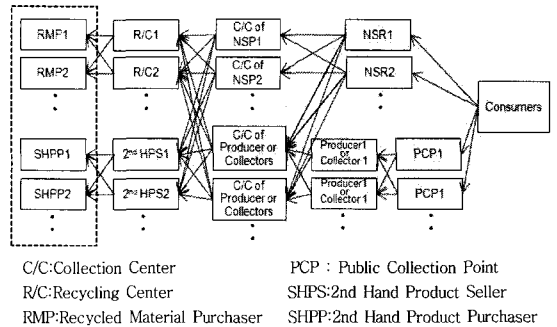 RMP1
R/C1
C/C of
NSP1
NSR1
RMP2
R/C2
C/C of
NSP2
NSR2
Consumers
SHPP1
2nd HPS1
C/C of
Producer or
Collectors
Producer1
or
Collector 1
PCP1
SHPP2
2nd HPS2
C/C of
Producer or
Collectors
Producer1
or
Collector 1
PCP1
C/C:Collection Center
PCP : Public Collection Point
R/C:Recycling Center
SHPS:2nd Hand Product Seller
RMP:Recycled Material Purchaser
SHPP:2nd Hand Product Purchaser